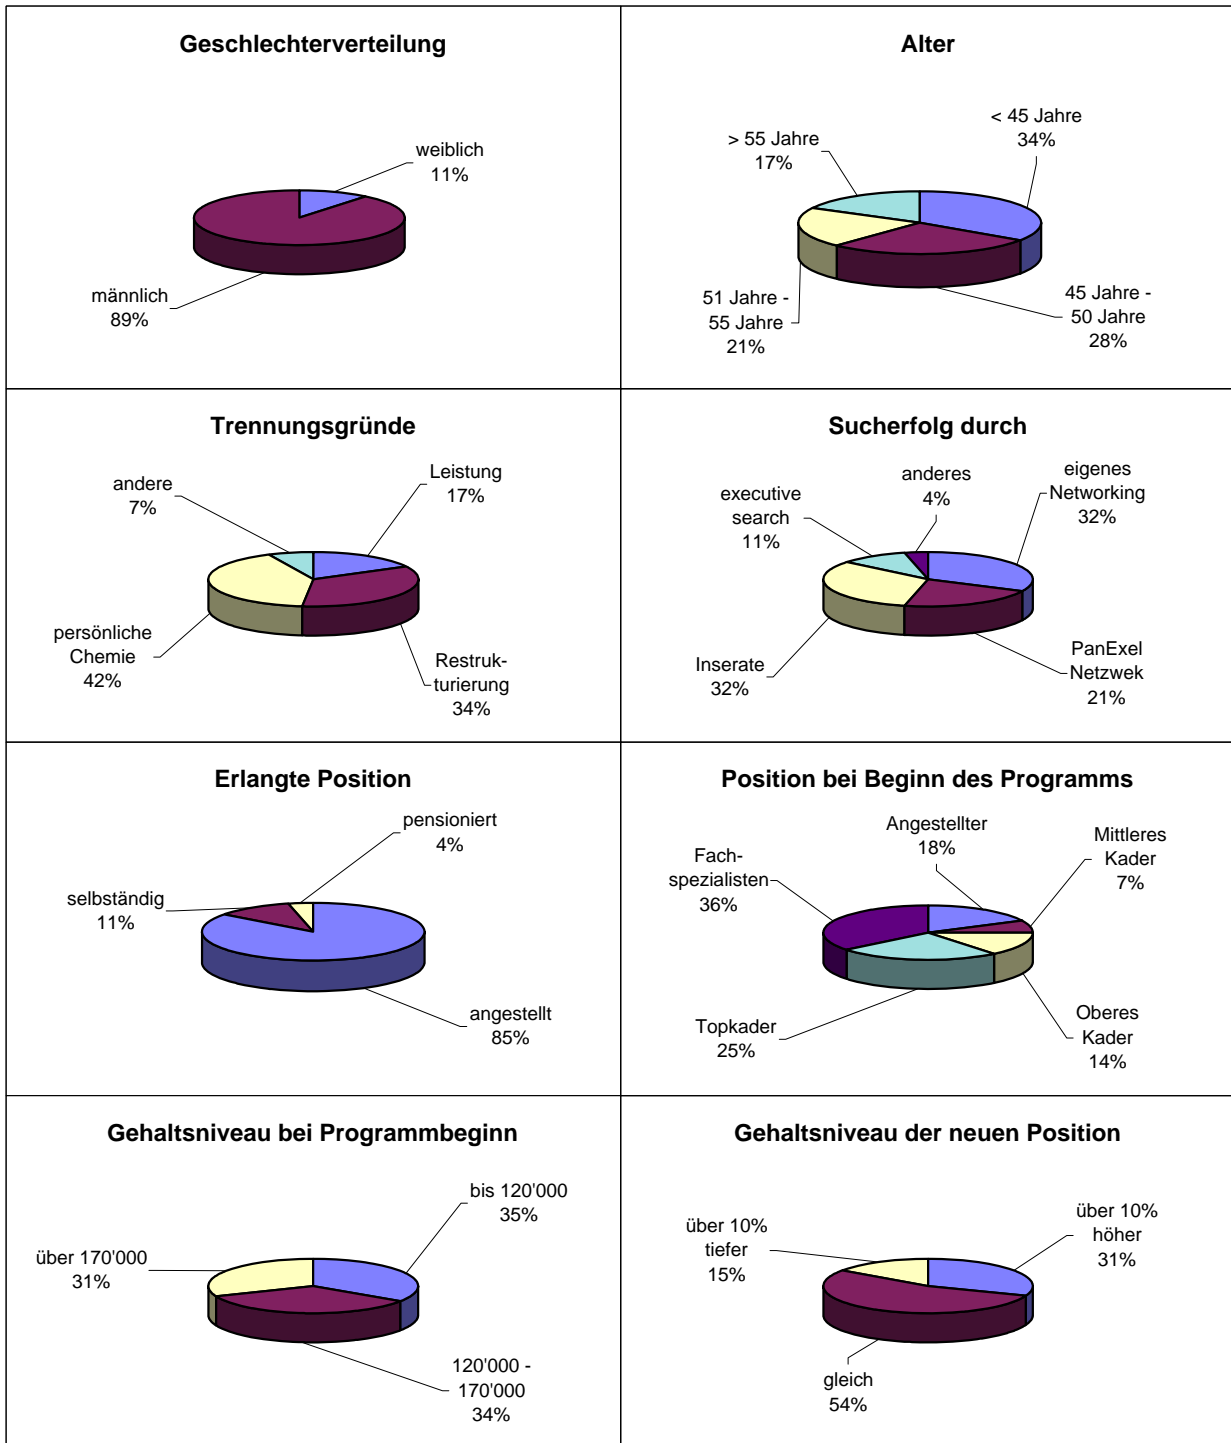 Geschlechterverteilung
weiblich
11%
männlich
89%
Alter
< 45 Jahre
34%
> 55 Jahre
17%
51 Jahre -
55 Jahre
21%
45 Jahre -
50 Jahre
28%
Trennungsgründe
andere
7%
Leistung
17%
persönliche
Chemie
42%
Restruk-
turierung
34%
Sucherfolg durch
anderes
4%
eigenes
Networking
32%
executive
search
11%
Inserate
32%
PanExel
Netzwek
21%
Erlangte Position
pensioniert
4%
selbständig
11%
angestellt
85%
Position bei Beginn des Programms
Angestellter
18%
Mittleres
Kader
7%
Fach-
spezialisten
36%
Topkader
25%
Oberes
Kader
14%
Gehaltsniveau bei Programmbeginn
bis 120'000
35%
über 170'000
31%
120'000 -
170'000
34%
Gehaltsniveau der neuen Position
über 10%
tiefer
15%
über 10%
höher
31%
gleich
54%